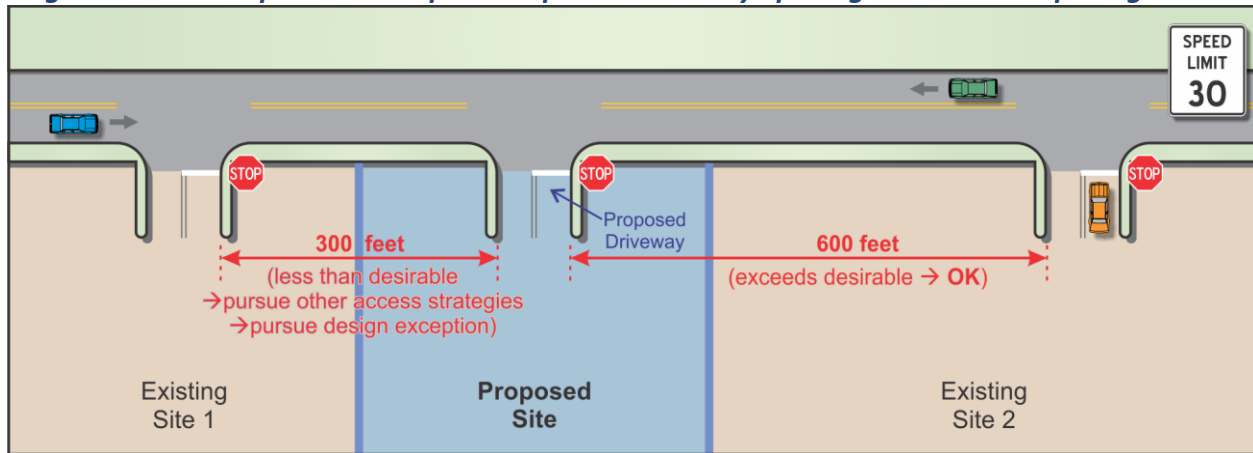 SPEED
LIMIT
30
STOP
STOP
STOP
Proposed
Driveway
300 feet
(less than desirable
→pursue other access strategies
→pursue design exception)
600 feet
(exceeds desirable → OK)
Existing
Site 1
Proposed
Site
Existing
Site 2